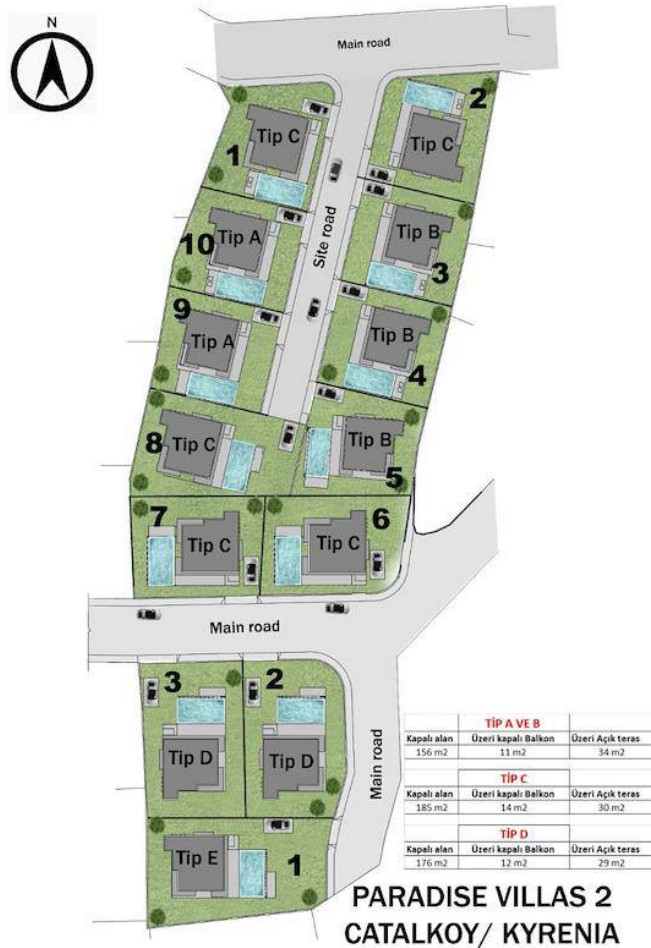 N
Main road
2
Tip C
Tip C
1
Site road
Tip A
10
Tip B
3
9
Tip A
Tip B
4
8
Tip C
Tip B
5
7
6
Tip C
Tip C
Main road
3
2
Tip D
Tip D
Main road
Tip E
1
TİP A VE B
Kapalı alan Üzeri kapalı Balkon Üzeri Açık teras
156 m2 11 m2 34 m2
TİP C
Kapalı alan Üzeri kapalı Balkon Üzeri Açık teras
185 m2 14 m2 30 m2
TİP D
Kapalı alan Üzeri kapalı Balkon Üzeri Açık teras
176 m2 12 m2 29 m2
PARADISE VILLAS 2
CATALKOY/ KYRENIA